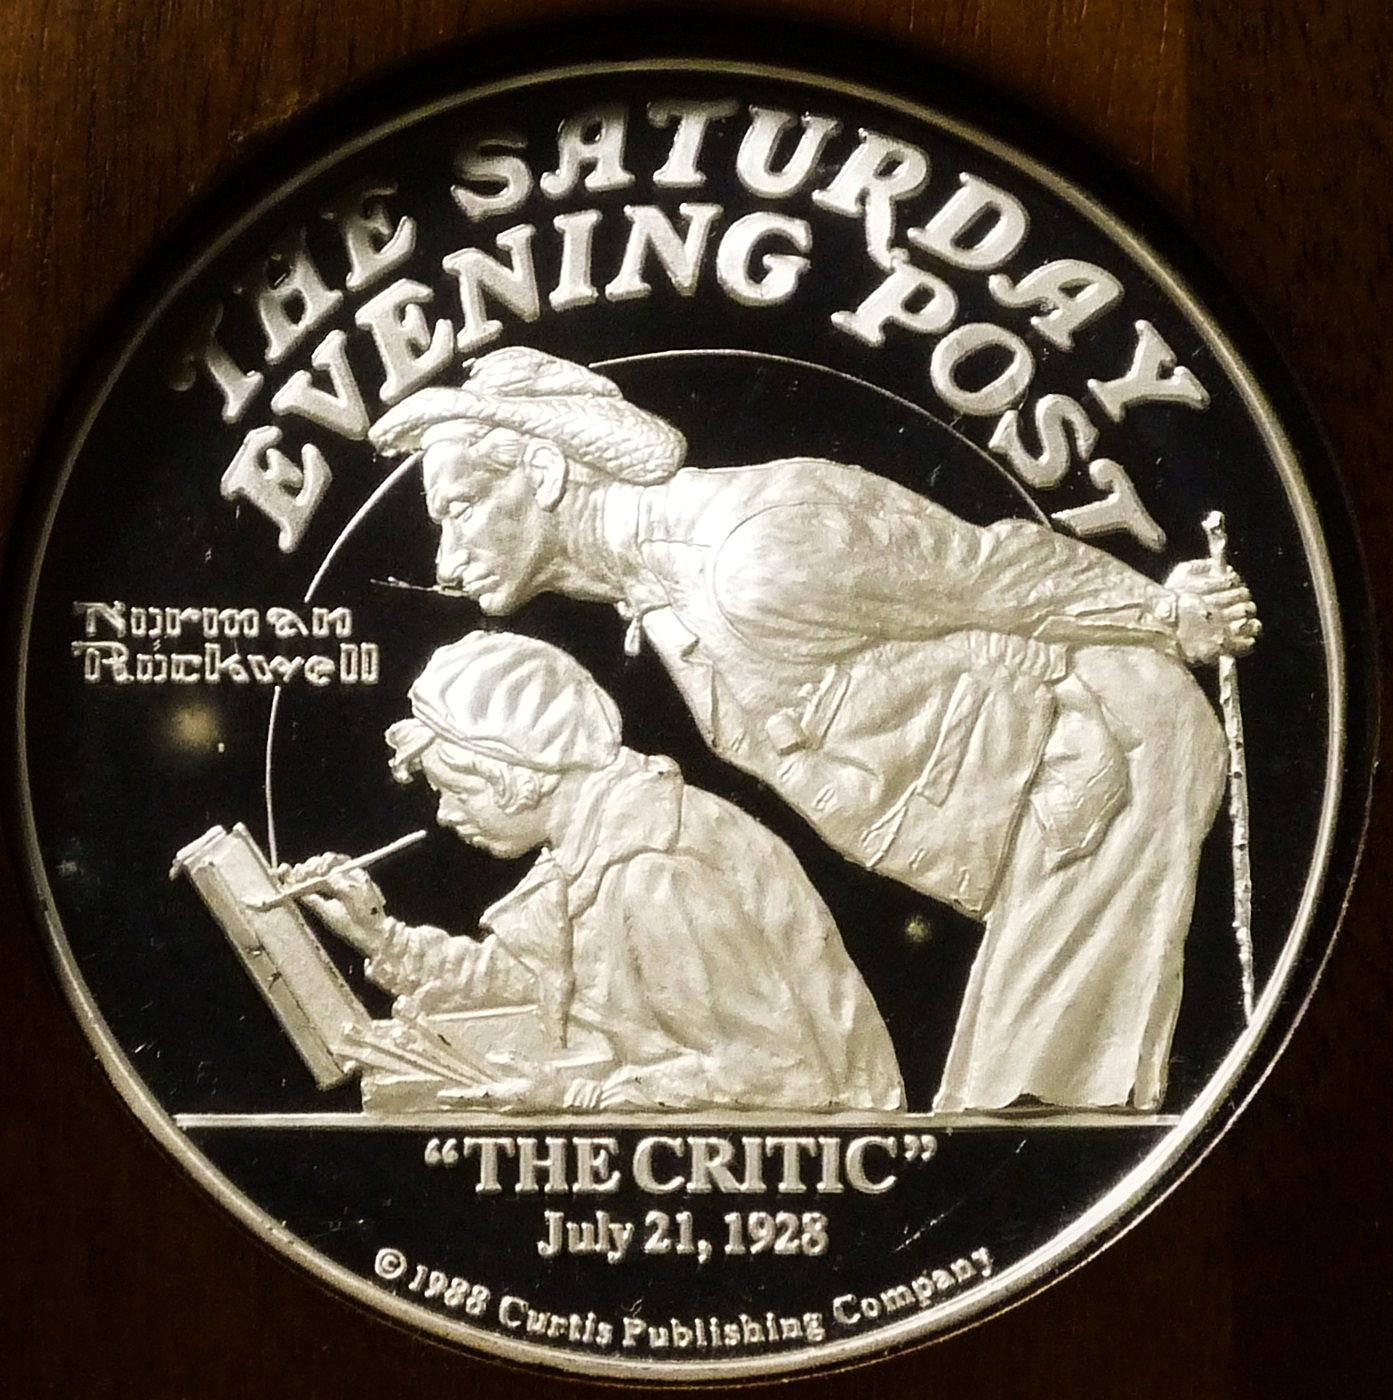 THE SATURDAY
EVENING POST
Norman
Rockwell
“THE CRITIC”
July 21, 1928
© 1988 Curtis Publishing Company